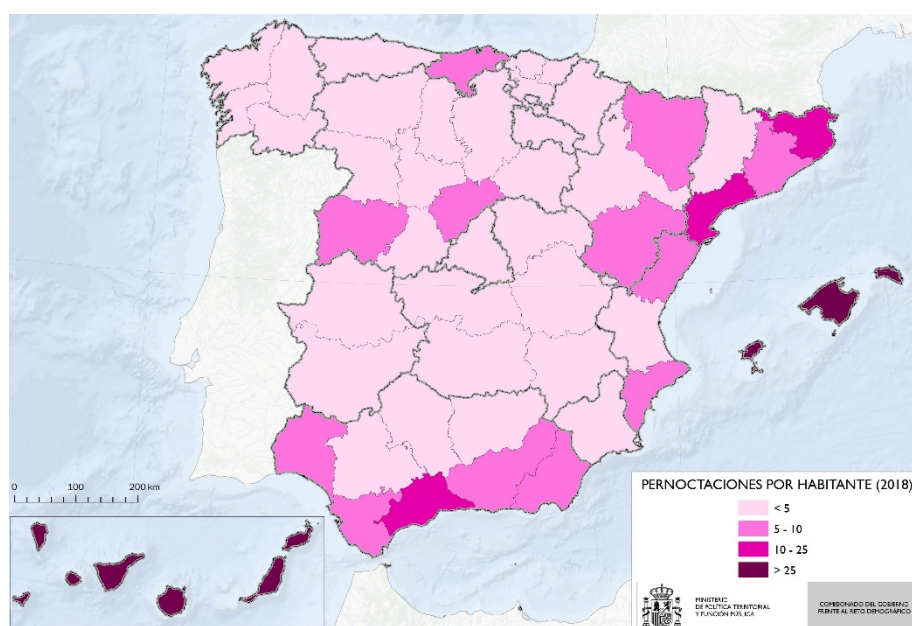 0 100 200 km
PERNOCTACIONES POR HABITANTE (2018)
< 5
5 - 10
10 - 25
> 25
MINISTERIO
DE POLÍTICA TERRITORIAL
Y FUNCIÓN PÚBLICA
COMISIONADO DEL GOBIERNO
FRENTE AL RETO DEMOGRÁFICO